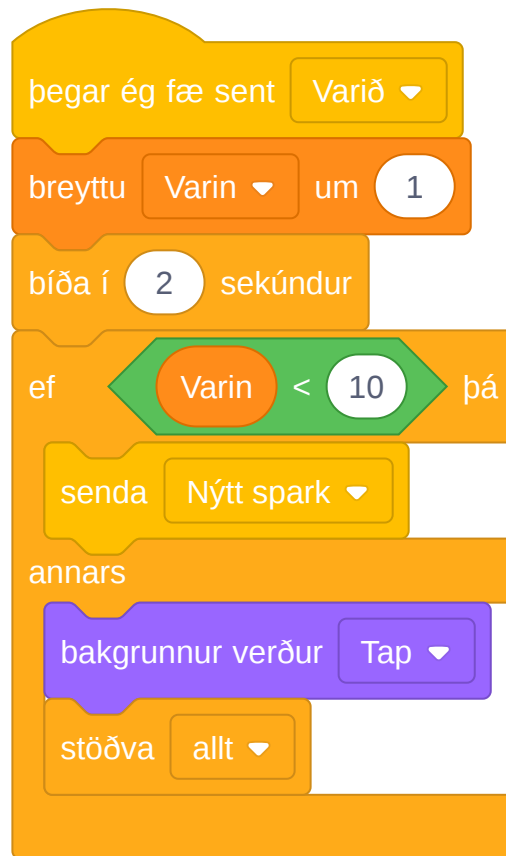 þegar ég fæ sent Varið
breyttu Varin um 1
bíða í 2 sekúndur
ef Varin < 10 þá
senda Nýtt spark
annars
bakgrunnur verður Tap
stöðva allt